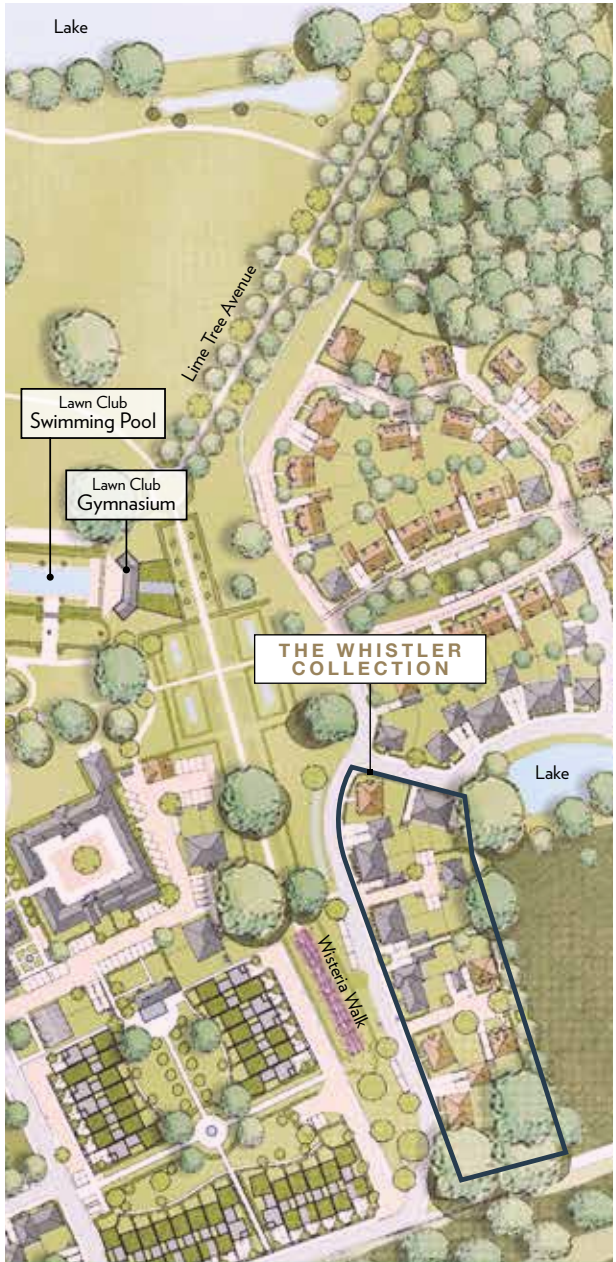 Lake
Lime Tree Avenue
Lawn Club
Swimming Pool
Lawn Club
Gymnasium
THE WHISTLER
COLLECTION
Lake
Wisteria Walk